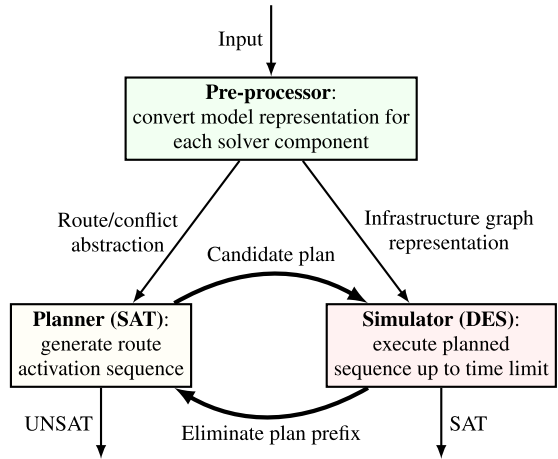 Input
Pre-processor:
convert model representation for
each solver component
Route/conflict
abstraction
Infrastructure graph
representation
Candidate plan
Planner (SAT):
generate route
activation sequence
Simulator (DES):
execute planned
sequence up to time limit
UNSAT
Eliminate plan prefix
SAT